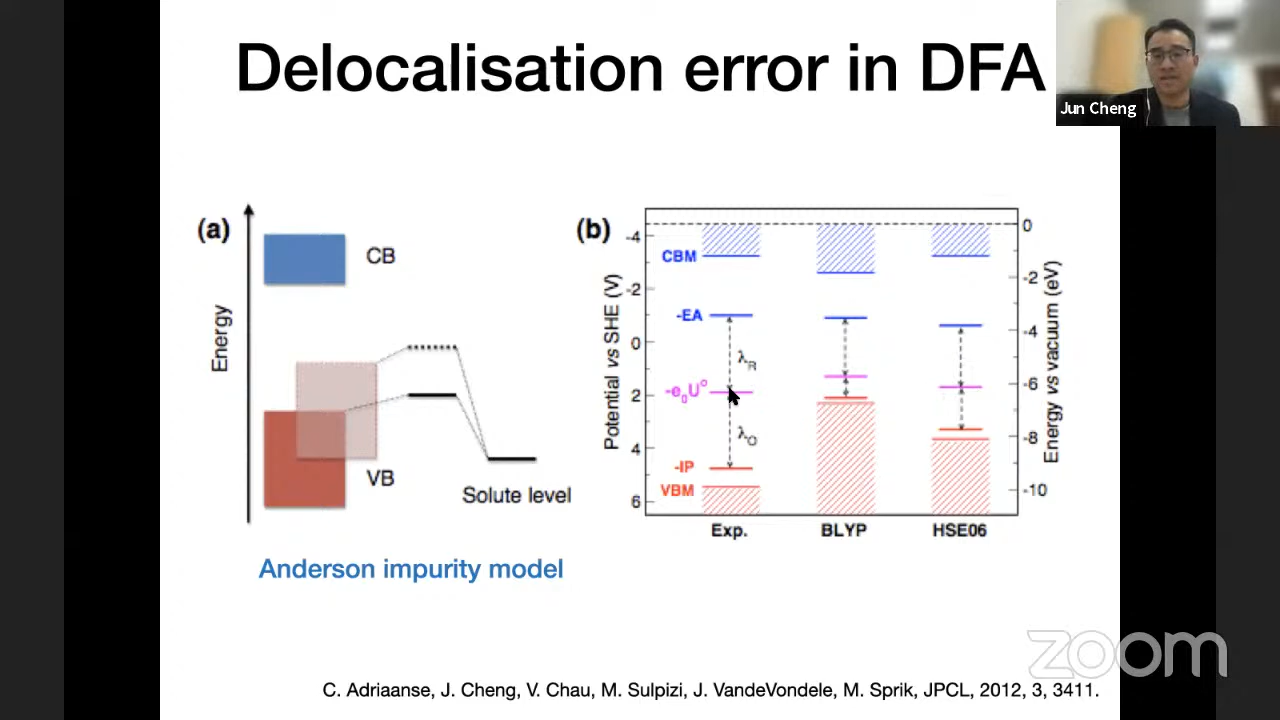 Delocalisation error in DFA
Jun Cheng
(a)
CB
Energy
VB
Solute level
Anderson impurity model
(b)
Potential vs SHE (V)
-4
-2
0
2
4
6
CBM
-EA
λR
-e₀U°
λO
-IP
VBM
Exp.
BLYP
HSE06
0
-2
-4
-6
-8
-10
Energy vs vacuum (eV)
zoom
C. Adriaanse, J. Cheng, V. Chau, M. Sulpizi, J. VandeVondele, M. Sprik, JPCL, 2012, 3, 3411.